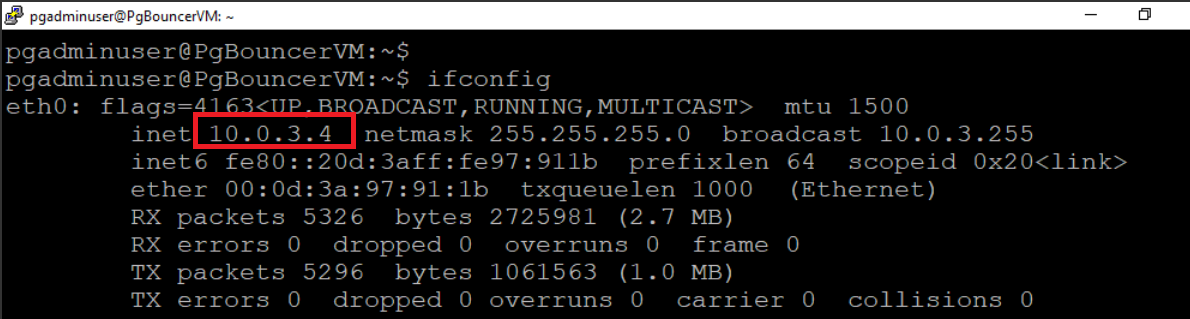 pgadminuser@PgBouncerVM: ~
pgadminuser@PgBouncerVM:~$
pgadminuser@PgBouncerVM:~$ ifconfig
eth0: flags=4163<UP,BROADCAST,RUNNING,MULTICAST>  mtu 1500
inet 10.0.3.4  netmask 255.255.255.0  broadcast 10.0.3.255
inet6 fe80::20d:3aff:fe97:911b  prefixlen 64  scopeid 0x20<link>
ether 00:0d:3a:97:91:1b  txqueuelen 1000  (Ethernet)
RX packets 5326  bytes 2725981 (2.7 MB)
RX errors 0  dropped 0  overruns 0  frame 0
TX packets 5296  bytes 1061563 (1.0 MB)
TX errors 0  dropped 0 overruns 0  carrier 0  collisions 0